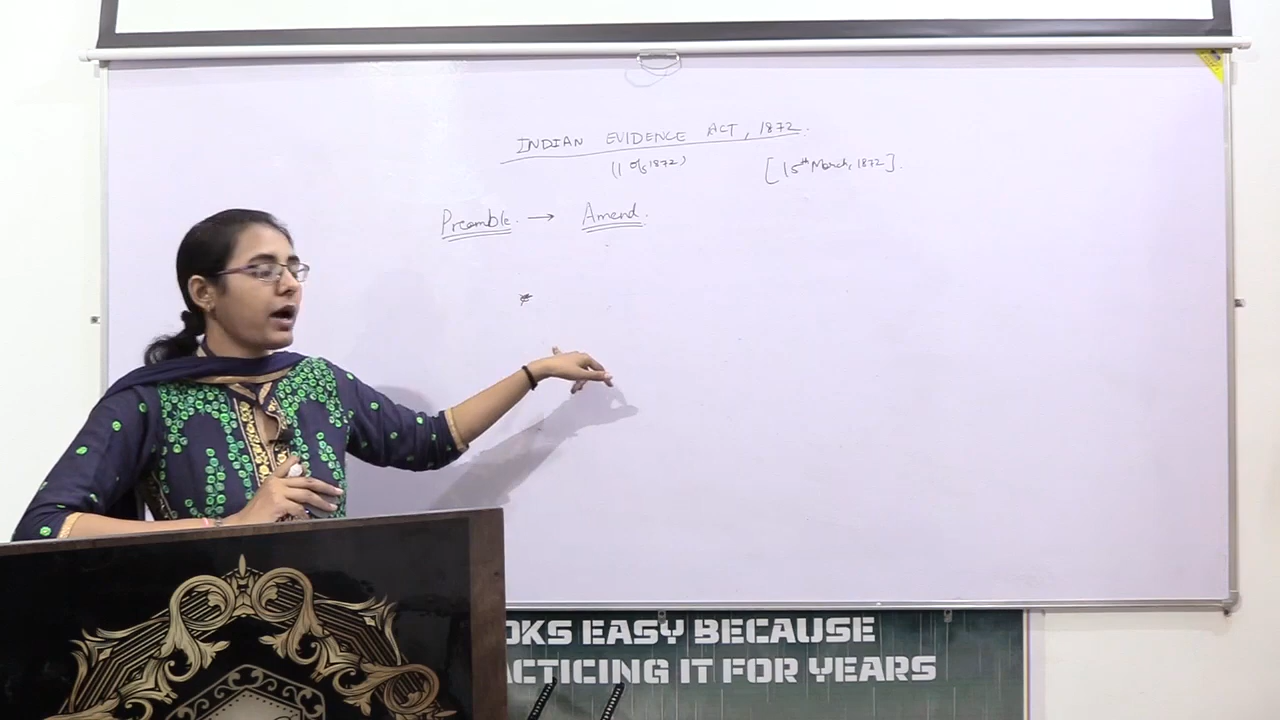 INDIAN EVIDENCE ACT, 1872.
(1 of 1872) [15th March, 1872].
Preamble. → Amend.
OKS EASY BECAUSE
ACTICING IT FOR YEARS